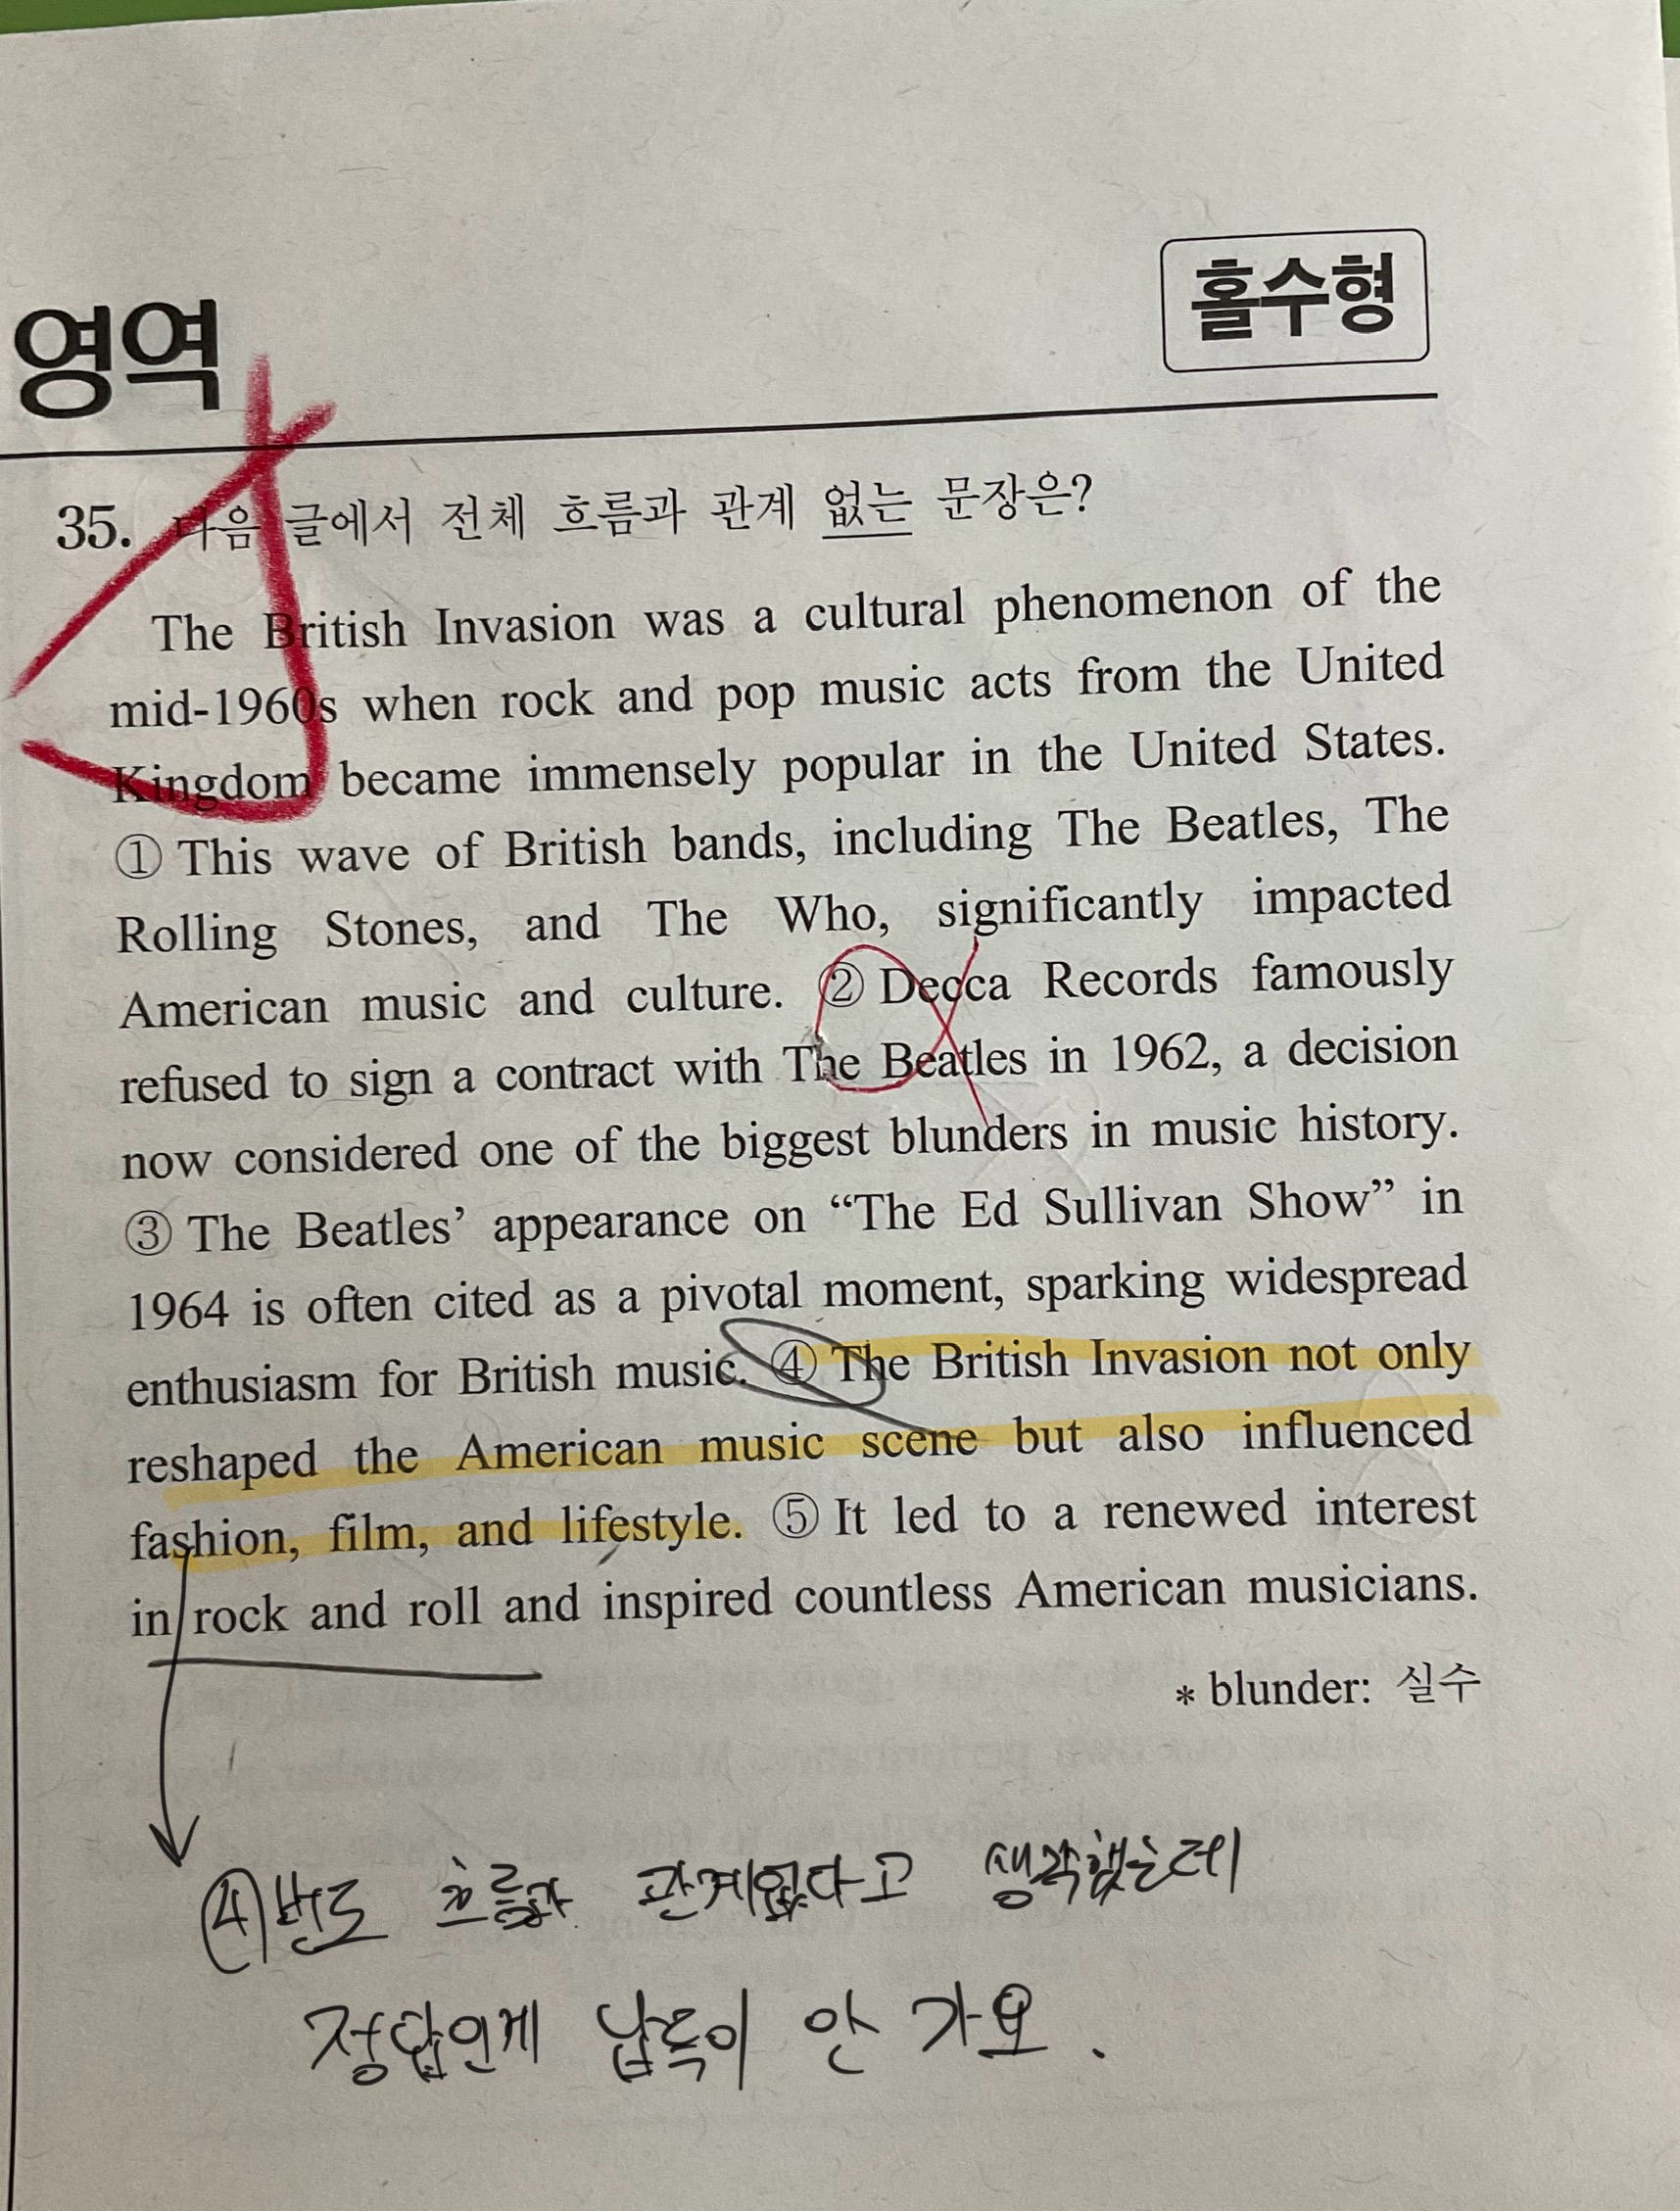 영역
홀수형
35. 다음 글에서 전체 흐름과 관계 없는 문장은?
The British Invasion was a cultural phenomenon of the
mid-1960s when rock and pop music acts from the United
Kingdom became immensely popular in the United States.
① This wave of British bands, including The Beatles, The
Rolling Stones, and The Who, significantly impacted
American music and culture. ② Decca Records famously
refused to sign a contract with The Beatles in 1962, a decision
now considered one of the biggest blunders in music history.
③ The Beatles’ appearance on “The Ed Sullivan Show” in
1964 is often cited as a pivotal moment, sparking widespread
enthusiasm for British music. ④ The British Invasion not only
reshaped the American music scene but also influenced
fashion, film, and lifestyle. ⑤ It led to a renewed interest
in rock and roll and inspired countless American musicians.
* blunder: 실수
④번도 흐름과 관계없다고 생각했는데
정답인게 납득이 안 가요.